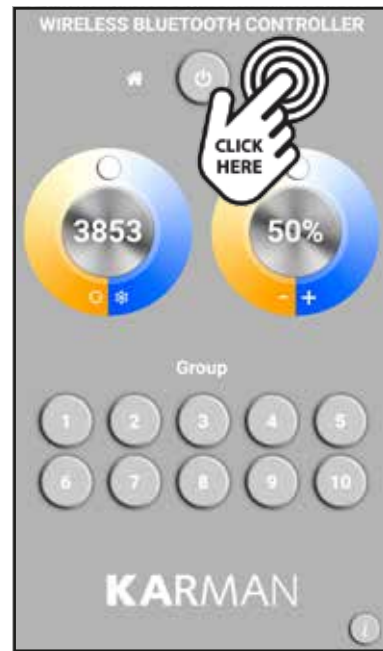 WIRELESS BLUETOOTH CONTROLLER
CLICK
HERE
3853
50%
- +
Group
1 2 3 4 5
6 7 8 9 10
KARMAN
i